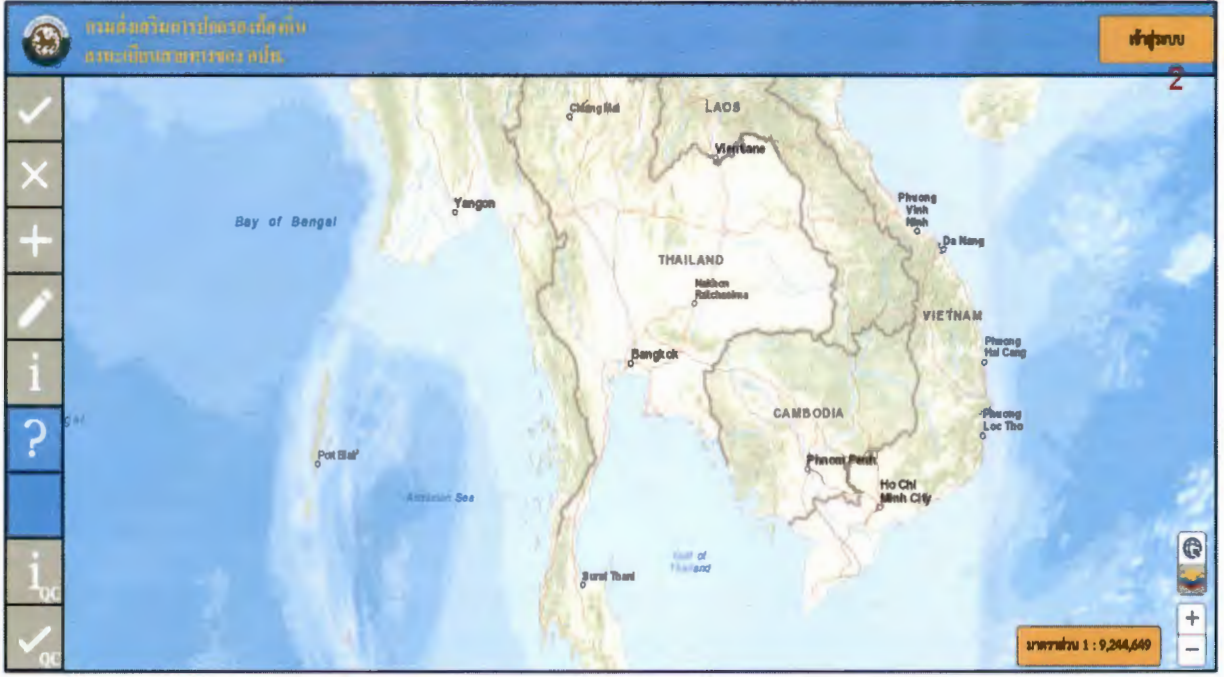 กรมส่งเสริมการปกครองท้องถิ่น
ลงทะเบียนสายทางของ อปท.
เข้าสู่ระบบ
2
Chiang Mai
LAOS
Vientiane
Yangon
Bay of Bengal
Phuong
Vinh
Ninh
Da Nang
THAILAND
Nakhon
Ratchasima
VIETNAM
Bangkok
Phuong
Hai Cang
CAMBODIA
Phuong
Loc Tho
Port Blair
Phnom Penh
Ho Chi
Minh City
Andaman Sea
Gulf of
Thailand
Surat Thani
i
?
i QC
QC
มาตราส่วน 1 : 9,244,649
+
−